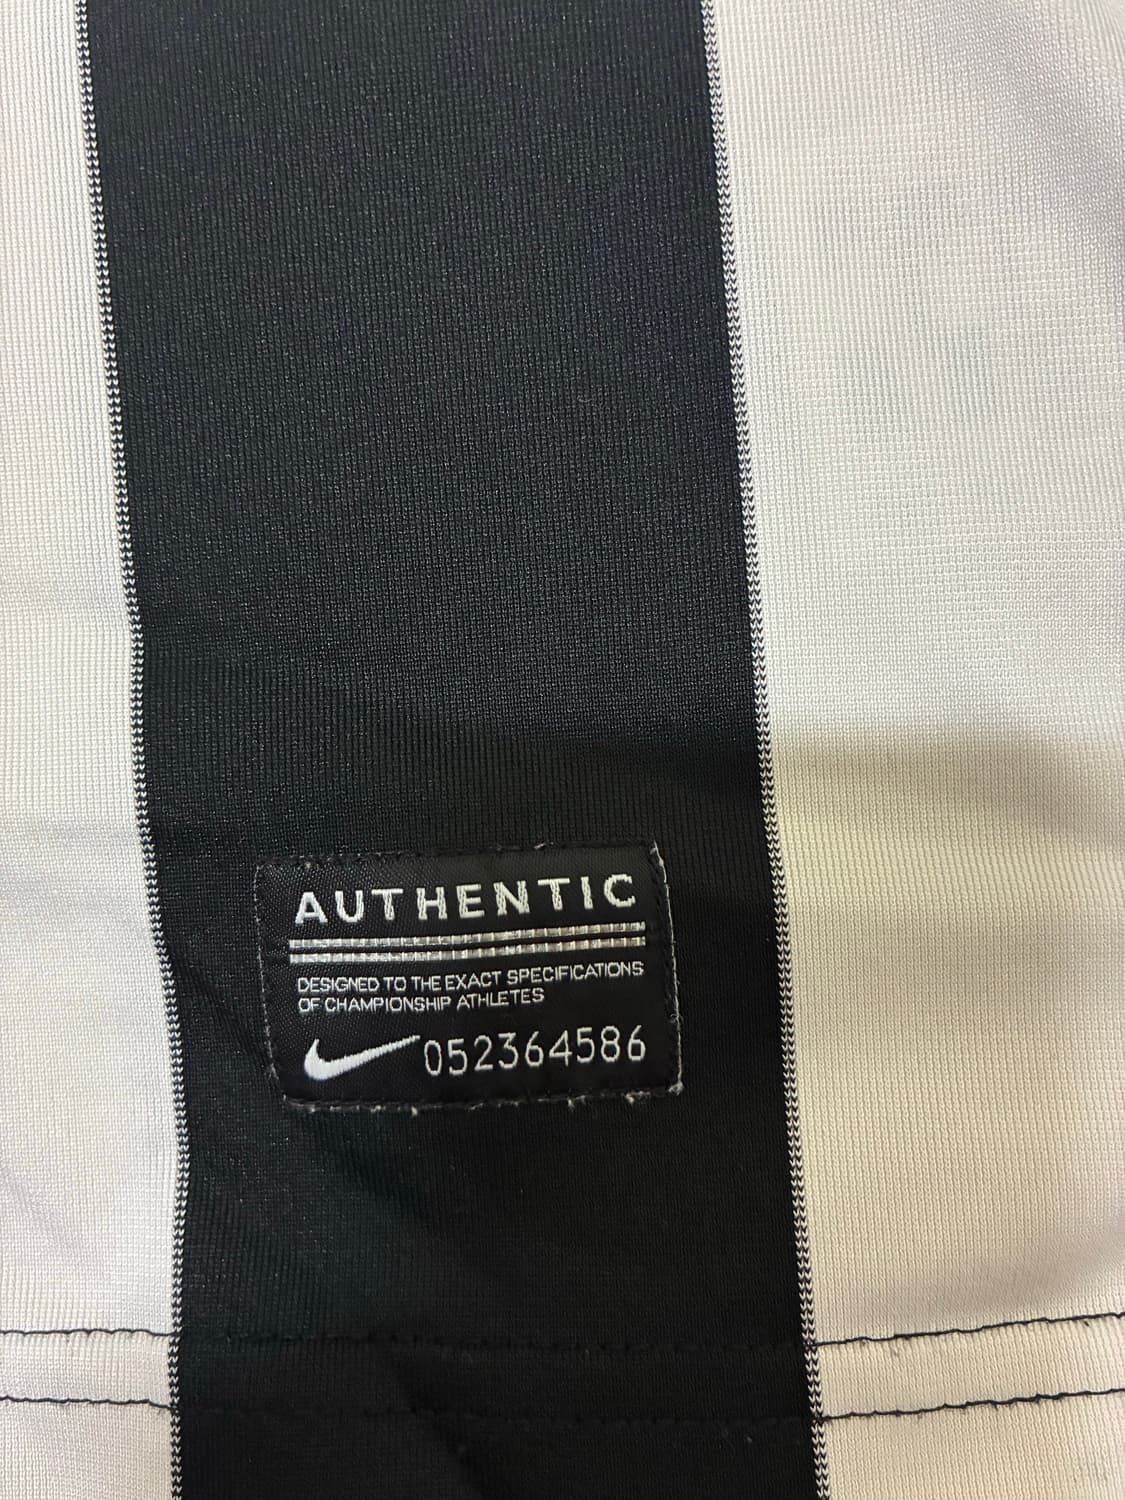 AUTHENTIC
DESIGNED TO THE EXACT SPECIFICATIONS
OF CHAMPIONSHIP ATHLETES
052364586